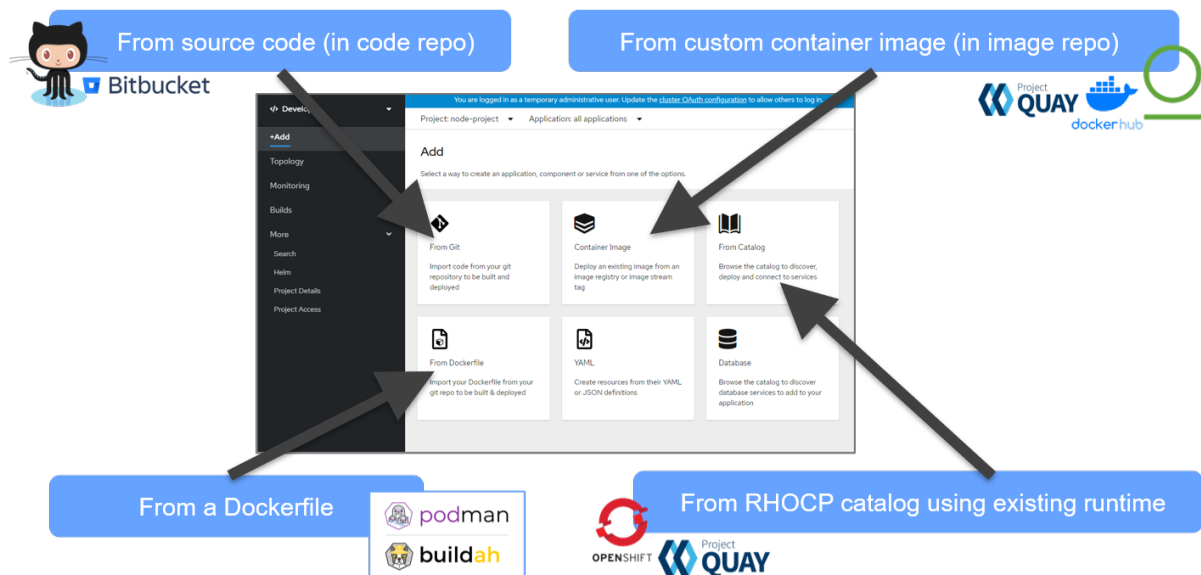 From source code (in code repo)
From custom container image (in image repo)
Bitbucket
Project
QUAY
dockerhub
You are logged in as a temporary administrative user. Update the cluster OAuth configuration to allow others to log in.
Project: node-project
Application: all applications
+Add
Topology
Monitoring
Builds
More
Search
Helm
Project Details
Project Access
Add
Select a way to create an application, component or service from one of the options.
From Git
Import code from your git
repository to be built and
deployed
Container Image
Deploy an existing image from an
image registry or image stream
tag
From Catalog
Browse the catalog to discover,
deploy and connect to services
From Dockerfile
Import your Dockerfile from your
git repo to be built & deployed
YAML
Create resources from their YAML
or JSON definitions
Database
Browse the catalog to discover
database services to add to your
application
From a Dockerfile
podman
buildah
From RHOCP catalog using existing runtime
OPENSHIFT
Project
QUAY